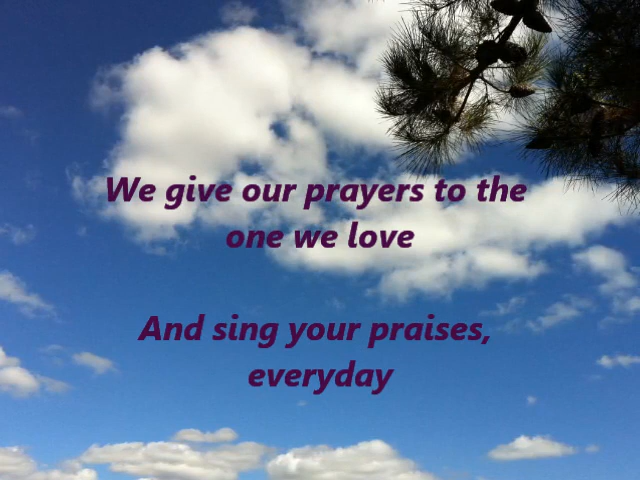 We give our prayers to the
one we love
And sing your praises,
everyday